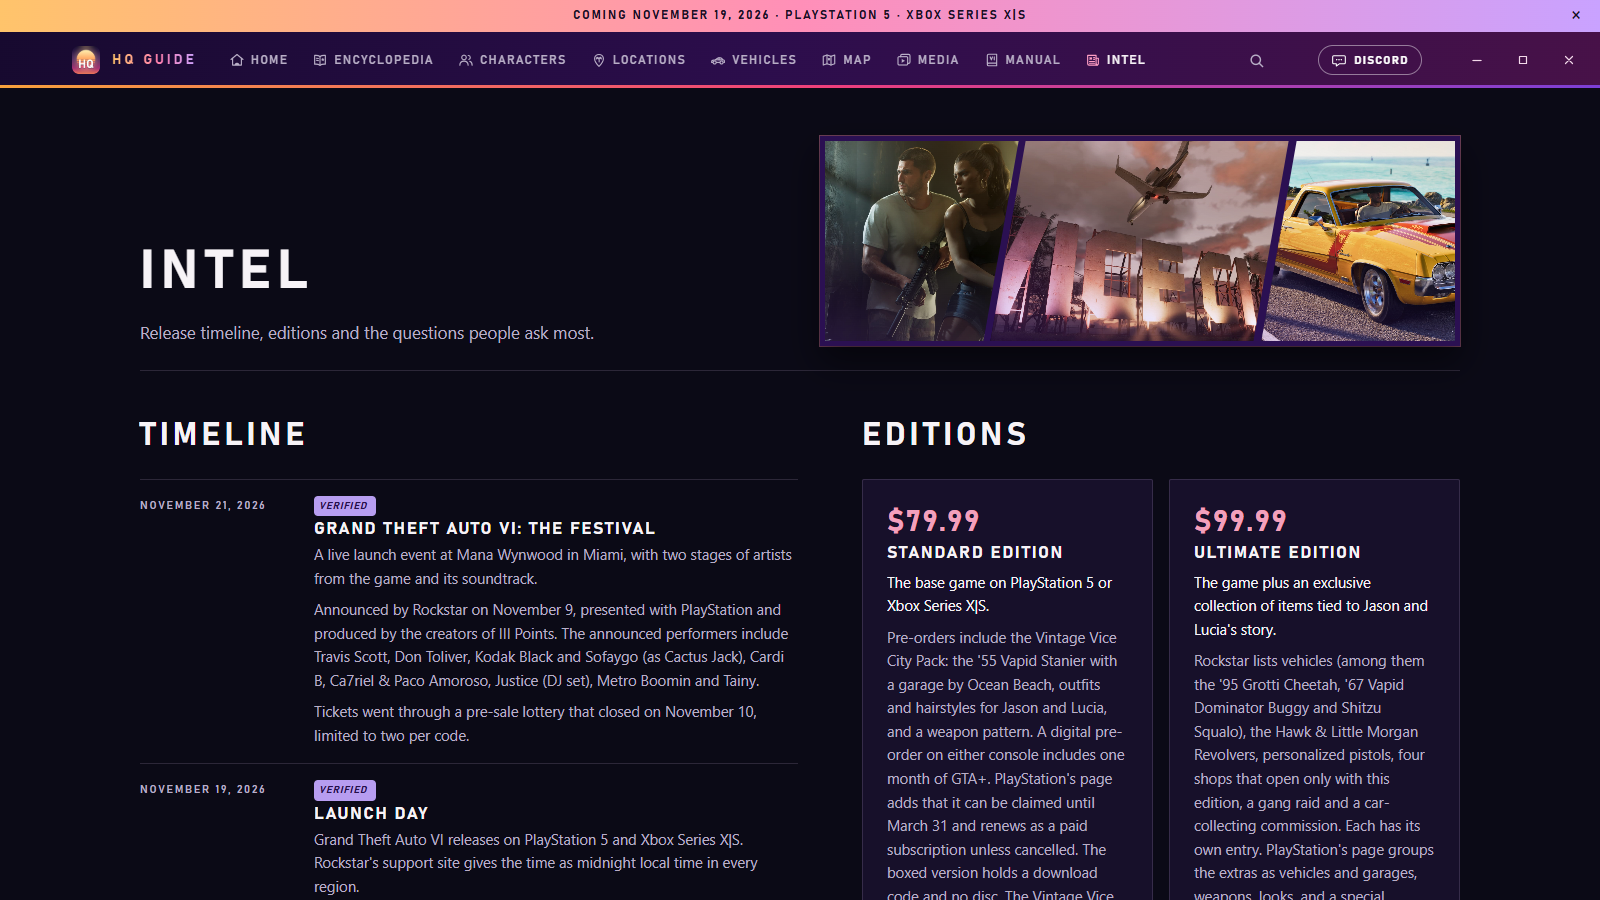 COMING NOVEMBER 19, 2026 · PLAYSTATION 5 · XBOX SERIES X|S
HQ
HQ GUIDE
HOME
ENCYCLOPEDIA
CHARACTERS
LOCATIONS
VEHICLES
MAP
MEDIA
MANUAL
INTEL
DISCORD
INTEL
Release timeline, editions and the questions people ask most.
TIMELINE
NOVEMBER 21, 2026
VERIFIED
GRAND THEFT AUTO VI: THE FESTIVAL
A live launch event at Mana Wynwood in Miami, with two stages of artists
from the game and its soundtrack.
Announced by Rockstar on November 9, presented with PlayStation and
produced by the creators of III Points. The announced performers include
Travis Scott, Don Toliver, Kodak Black and Sofaygo (as Cactus Jack), Cardi
B, Ca7riel & Paco Amoroso, Justice (DJ set), Metro Boomin and Tainy.
Tickets went through a pre-sale lottery that closed on November 10,
limited to two per code.
NOVEMBER 19, 2026
VERIFIED
LAUNCH DAY
Grand Theft Auto VI releases on PlayStation 5 and Xbox Series X|S.
Rockstar's support site gives the time as midnight local time in every
region.
EDITIONS
$79.99
STANDARD EDITION
The base game on PlayStation 5 or
Xbox Series X|S.
Pre-orders include the Vintage Vice
City Pack: the '55 Vapid Stanier with
a garage by Ocean Beach, outfits
and hairstyles for Jason and Lucia,
and a weapon pattern. A digital pre-
order on either console includes one
month of GTA+. PlayStation's page
adds that it can be claimed until
March 31 and renews as a paid
subscription unless cancelled. The
boxed version holds a download
code and no disc. The Vintage Vice
$99.99
ULTIMATE EDITION
The game plus an exclusive
collection of items tied to Jason and
Lucia's story.
Rockstar lists vehicles (among them
the '95 Grotti Cheetah, '67 Vapid
Dominator Buggy and Shitzu
Squalo), the Hawk & Little Morgan
Revolvers, personalized pistols, four
shops that open only with this
edition, a gang raid and a car-
collecting commission. Each has its
own entry. PlayStation's page groups
the extras as vehicles and garages,
weapons, looks, and a special